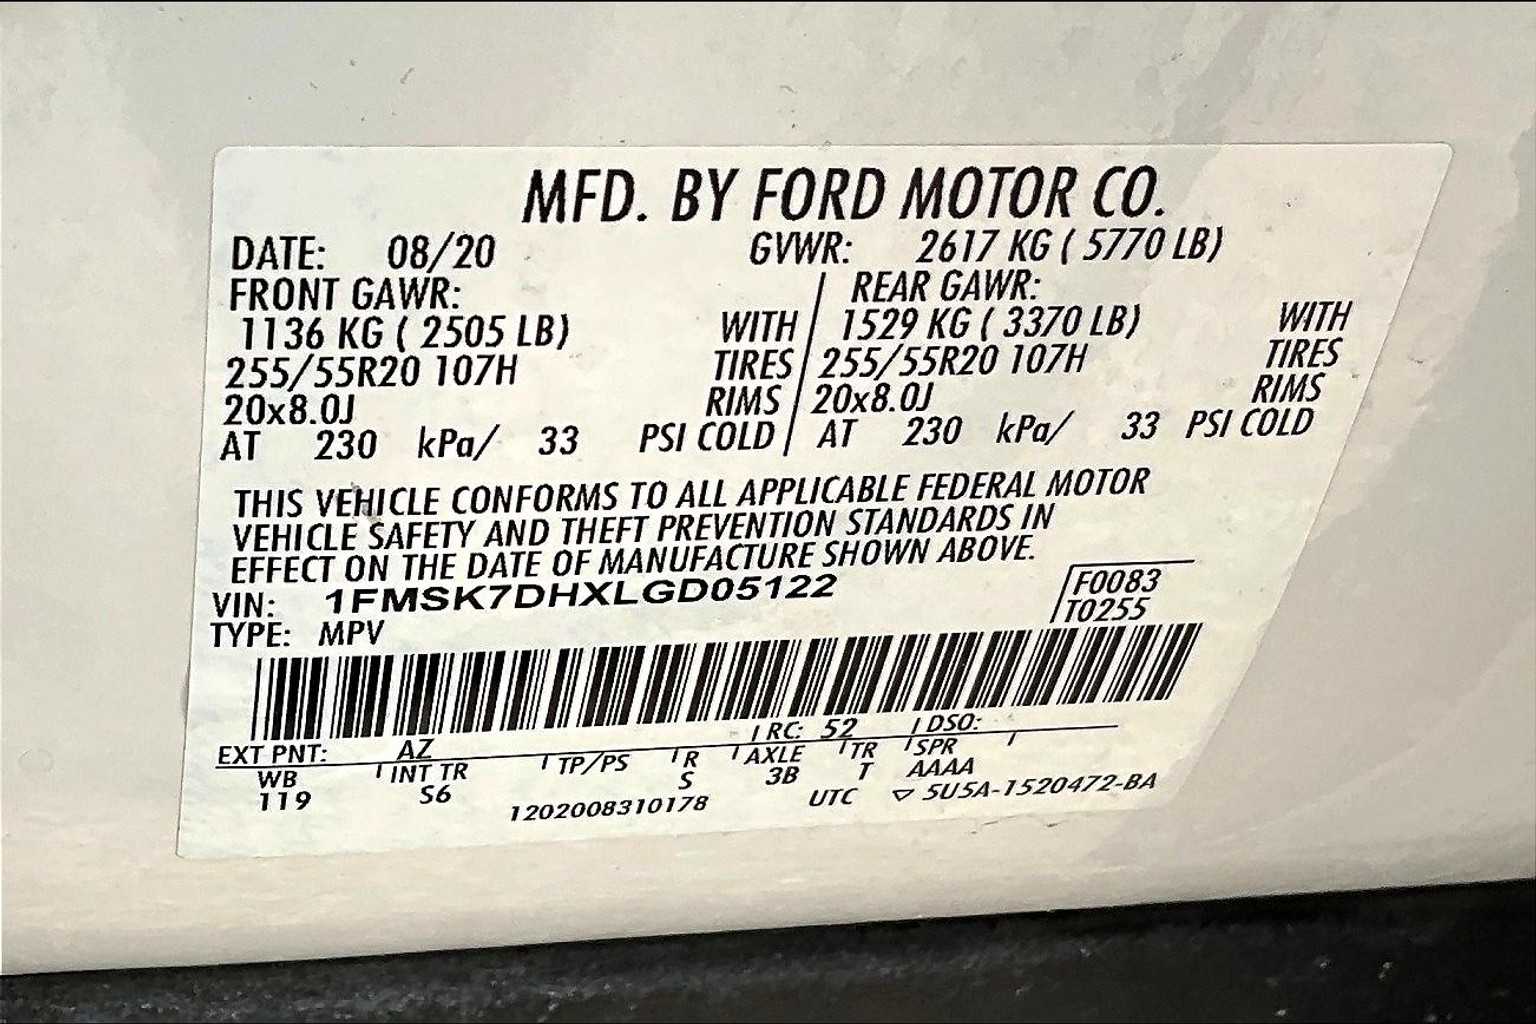 MFD. BY FORD MOTOR CO.
DATE: 08/20 GVWR: 2617 KG ( 5770 LB)
FRONT GAWR: REAR GAWR:
1136 KG ( 2505 LB) WITH 1529 KG ( 3370 LB) WITH
255/55R20 107H TIRES 255/55R20 107H TIRES
20x8.0J RIMS 20x8.0J RIMS
AT 230 kPa/ 33 PSI COLD AT 230 kPa/ 33 PSI COLD
THIS VEHICLE CONFORMS TO ALL APPLICABLE FEDERAL MOTOR
VEHICLE SAFETY AND THEFT PREVENTION STANDARDS IN
EFFECT ON THE DATE OF MANUFACTURE SHOWN ABOVE.
VIN: 1FMSK7DHXLGD05122 F0083
TYPE: MPV T0255
EXT PNT: AZ RC: 52 DSO:
WB INT TR TP/PS R AXLE TR SPR
119 S6 S 3B T AAAA
1202008310178 UTC ▽ 5U5A-1520472-BA